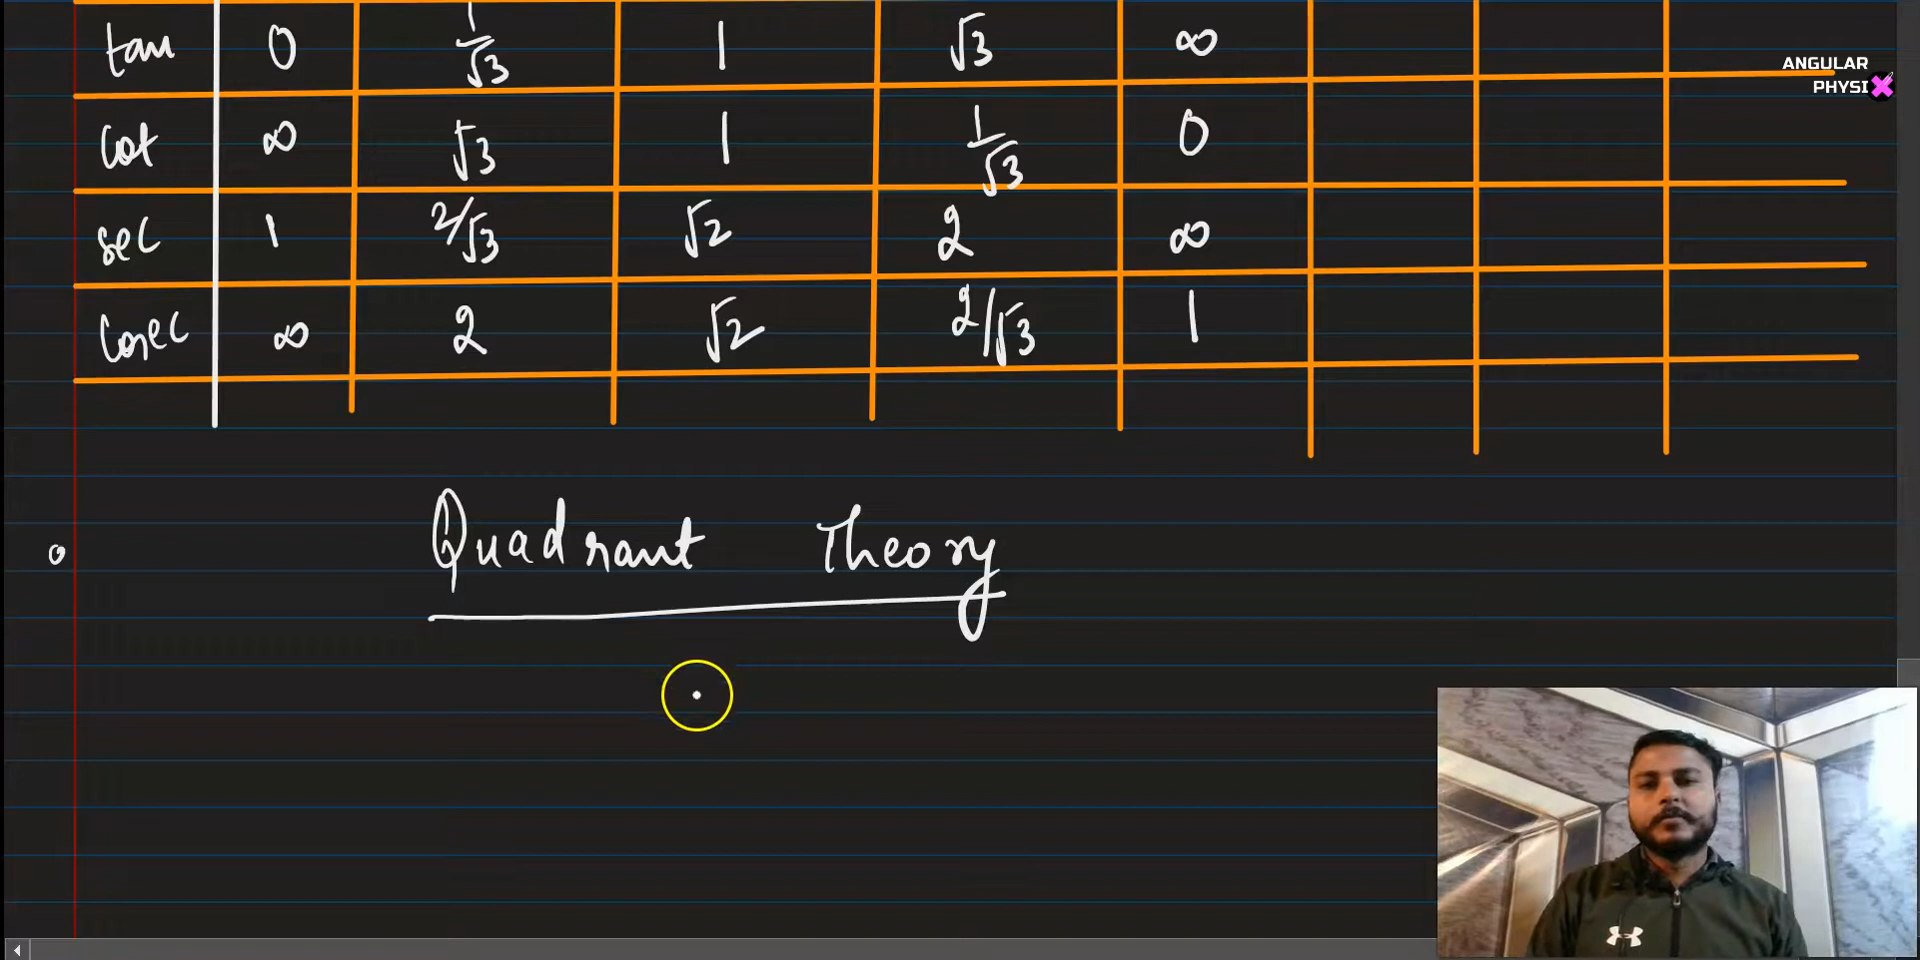 tan 0 1/√3 1 √3 ∞
ANGULAR
PHYSI
cot ∞ √3 1 1/√3 0
sec 1 2/√3 √2 2 ∞
Cosec ∞ 2 √2 2/√3 1
Quadrant Theory